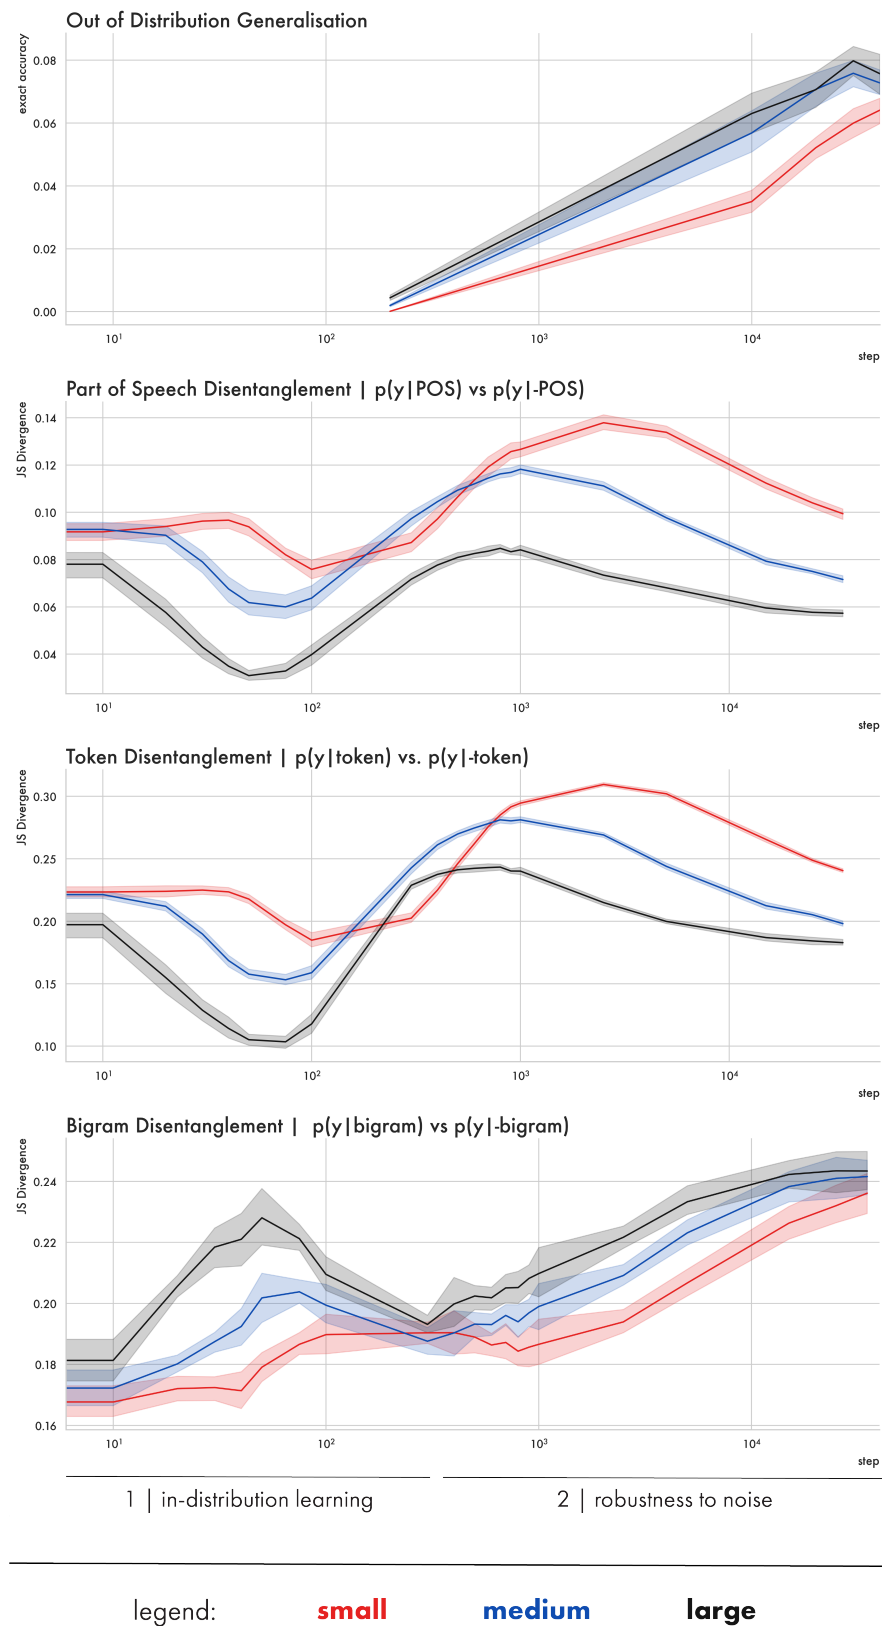 Out of Distribution Generalisation
exact accuracy
0.08
0.06
0.04
0.02
0.00
10¹ 10² 10³ 10⁴
step
Part of Speech Disentanglement | p(y|POS) vs p(y|-POS)
JS Divergence
0.14
0.12
0.10
0.08
0.06
0.04
10¹ 10² 10³ 10⁴
step
Token Disentanglement | p(y|token) vs. p(y|-token)
JS Divergence
0.30
0.25
0.20
0.15
0.10
10¹ 10² 10³ 10⁴
step
Bigram Disentanglement | p(y|bigram) vs p(y|-bigram)
JS Divergence
0.24
0.22
0.20
0.18
0.16
10¹ 10² 10³ 10⁴
step
1 | in-distribution learning 2 | robustness to noise
legend: small medium large